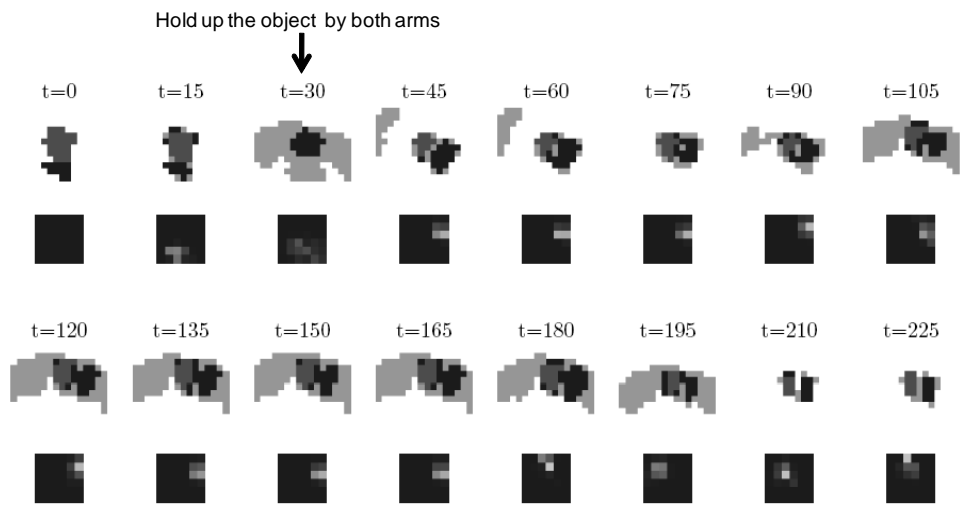 Hold up the object by both arms
t=0 t=15 t=30 t=45 t=60 t=75 t=90 t=105
t=120 t=135 t=150 t=165 t=180 t=195 t=210 t=225